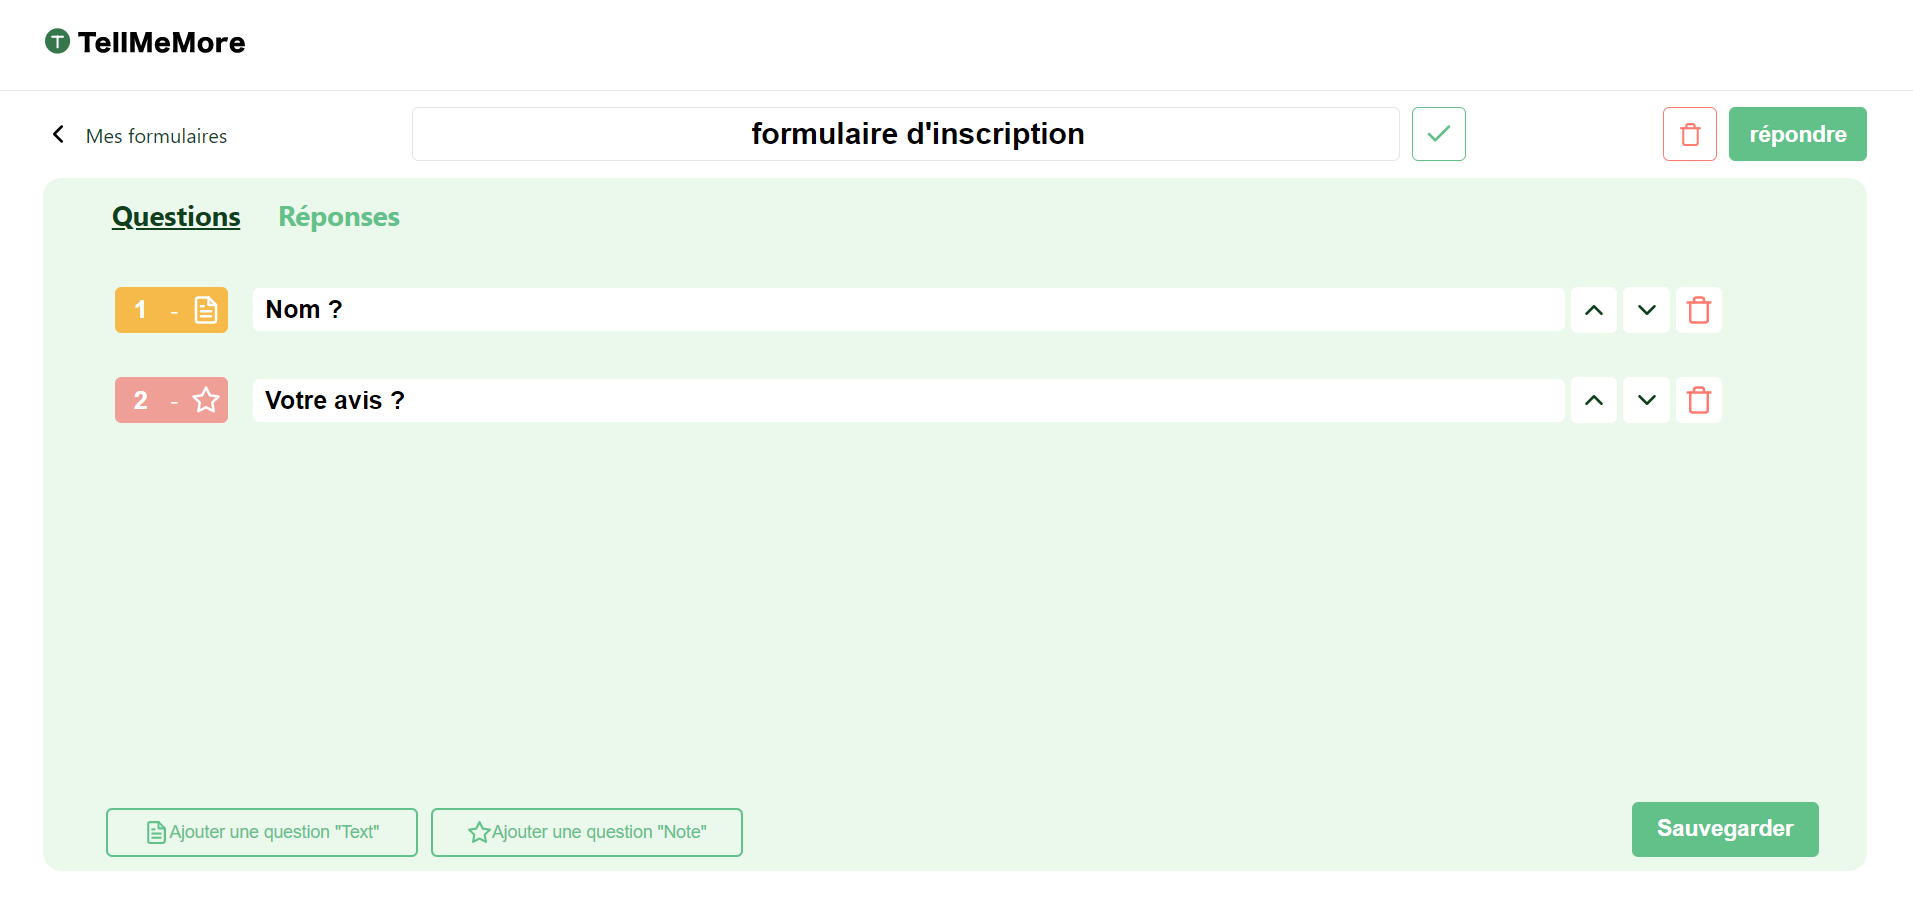 T TellMeMore
Mes formulaires
formulaire d'inscription
répondre
Questions
Réponses
1 -
Nom ?
2 -
Votre avis ?
Ajouter une question "Text"
Ajouter une question "Note"
Sauvegarder